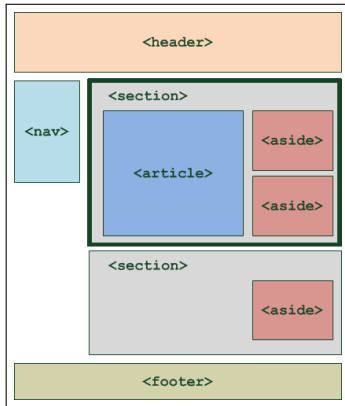 <header>
<section>
<nav>
<article>
<aside>
<aside>
<section>
<aside>
<footer>